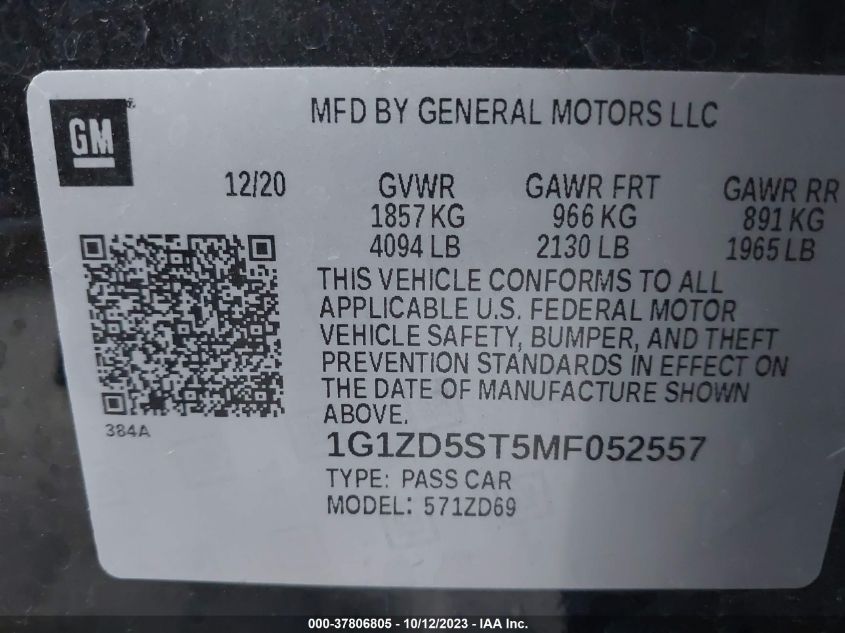 GM
MFD BY GENERAL MOTORS LLC
12/20 GVWR GAWR FRT GAWR RR
1857 KG 966 KG 891 KG
4094 LB 2130 LB 1965 LB
THIS VEHICLE CONFORMS TO ALL
APPLICABLE U.S. FEDERAL MOTOR
VEHICLE SAFETY, BUMPER, AND THEFT
PREVENTION STANDARDS IN EFFECT ON
THE DATE OF MANUFACTURE SHOWN
ABOVE.
384A
1G1ZD5ST5MF052557
TYPE: PASS CAR
MODEL: 571ZD69
000-37806805 - 10/12/2023 - Copyright IAA, Inc.